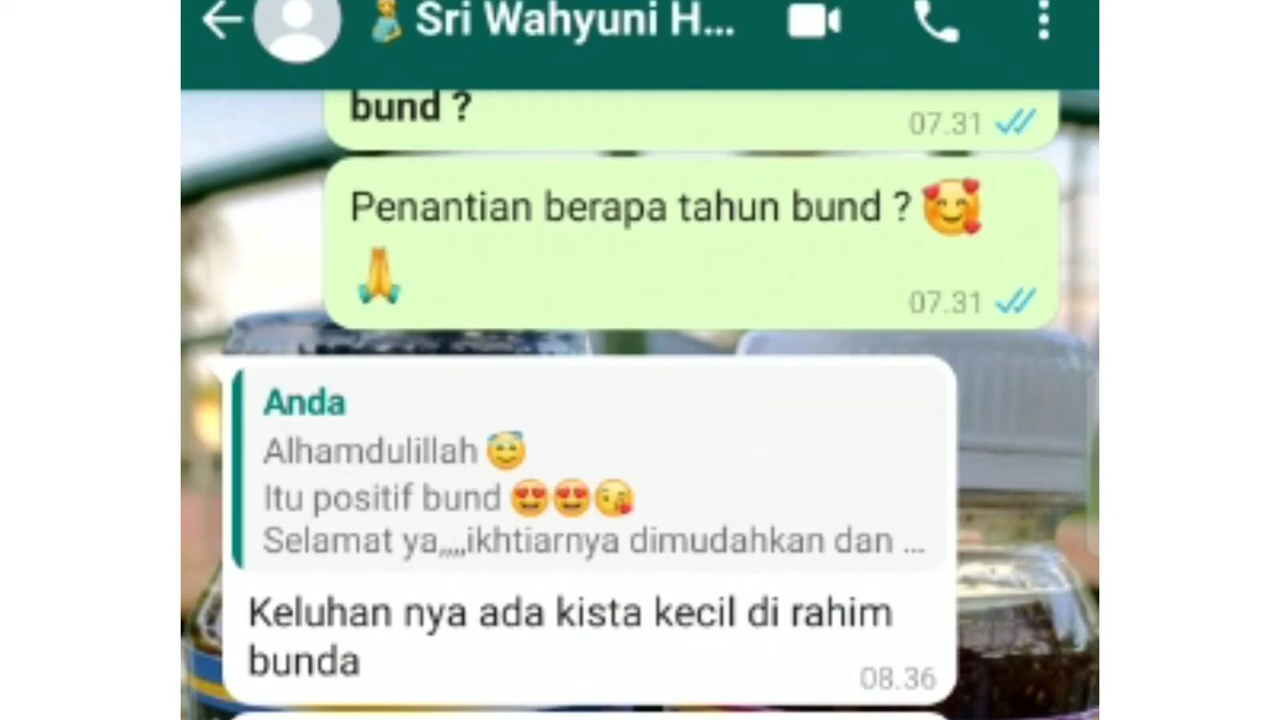 Sri Wahyuni H...
bund ?
07.31
Penantian berapa tahun bund ? 🥰
🙏
07.31
Anda
Alhamdulillah 😇
Itu positif bund 😍😍😘
Selamat ya,,,,ikhtiarnya dimudahkan dan ...
Keluhan nya ada kista kecil di rahim
bunda
08.36